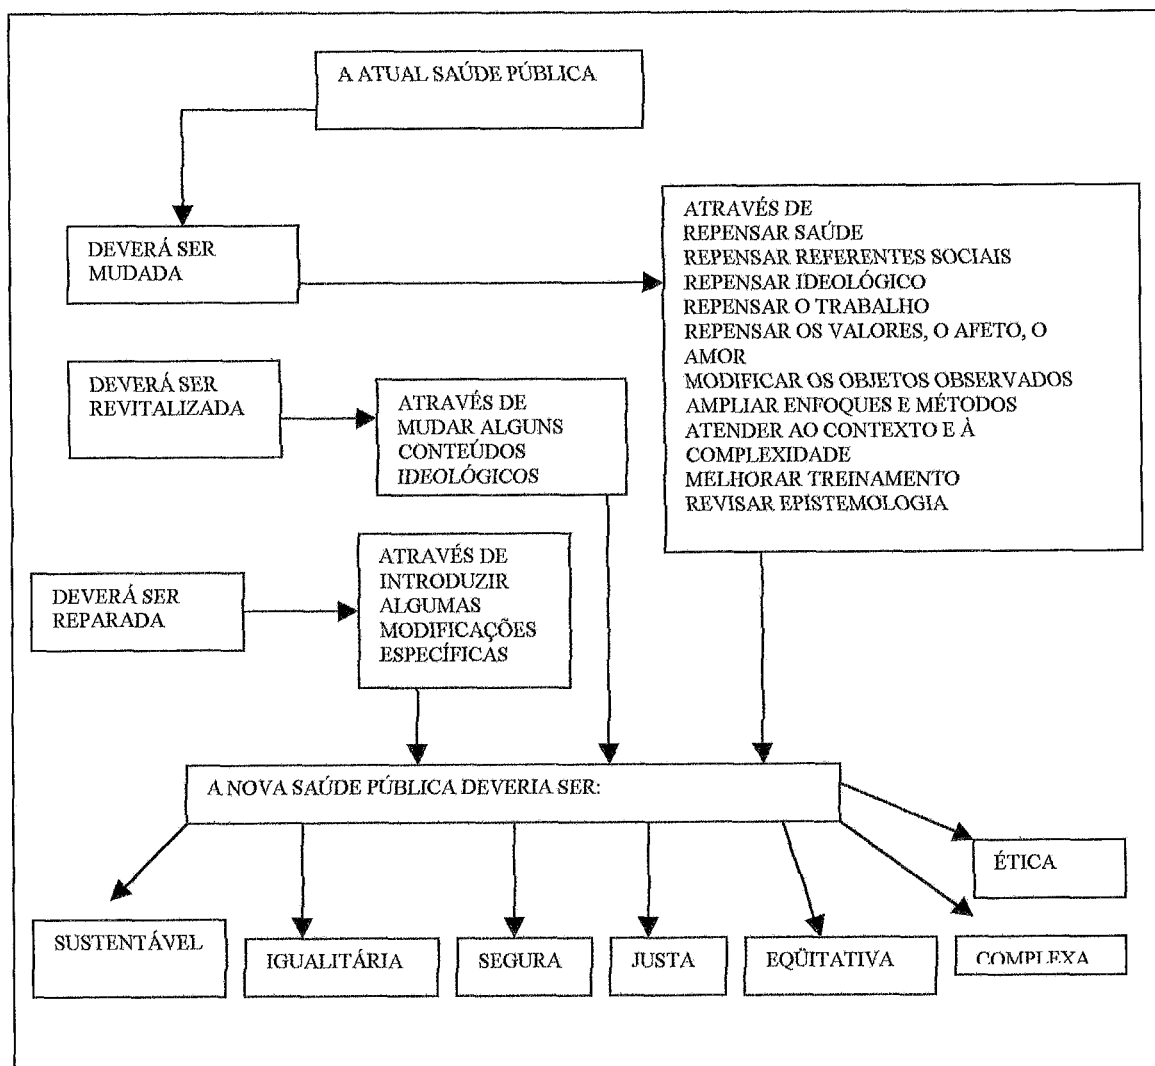 A ATUAL SAÚDE PÚBLICA
DEVERÁ SER
MUDADA
ATRAVÉS DE
REPENSAR SAÚDE
REPENSAR REFERENTES SOCIAIS
REPENSAR IDEOLÓGICO
REPENSAR O TRABALHO
REPENSAR OS VALORES, O AFETO, O
AMOR
MODIFICAR OS OBJETOS OBSERVADOS
AMPLIAR ENFOQUES E MÉTODOS
ATENDER AO CONTEXTO E À
COMPLEXIDADE
MELHORAR TREINAMENTO
REVISAR EPISTEMOLOGIA
DEVERÁ SER
REVITALIZADA
ATRAVÉS DE
MUDAR ALGUNS
CONTEÚDOS
IDEOLÓGICOS
DEVERÁ SER
REPARADA
ATRAVÉS DE
INTRODUZIR
ALGUMAS
MODIFICAÇÕES
ESPECÍFICAS
A NOVA SAÚDE PÚBLICA DEVERIA SER:
ÉTICA
SUSTENTÁVEL
IGUALITÁRIA
SEGURA
JUSTA
EQÜITATIVA
COMPLEXA